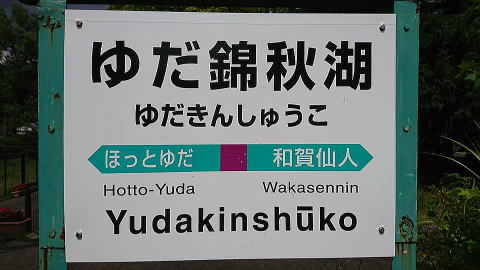 ゆだ錦秋湖
ゆだきんしゅうこ
ほっとゆだ 和賀仙人
Hotto-Yuda Wakasennin
Yudakinshūko